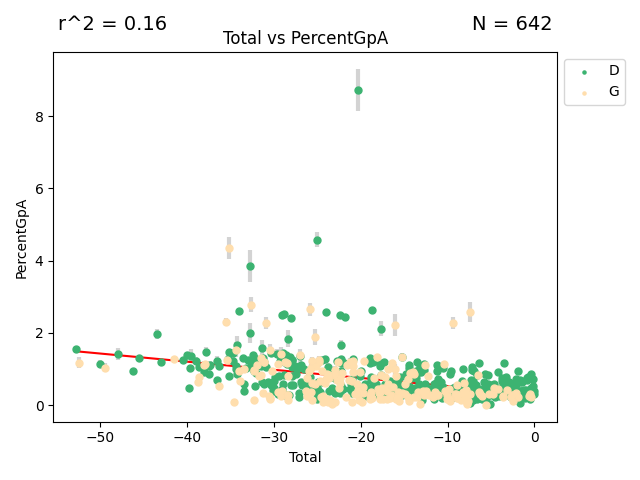 r^2 = 0.16
N = 642
Total vs PercentGpA
D
G
PercentGpA
8
6
4
2
0
−50
−40
−30
−20
−10
0
Total